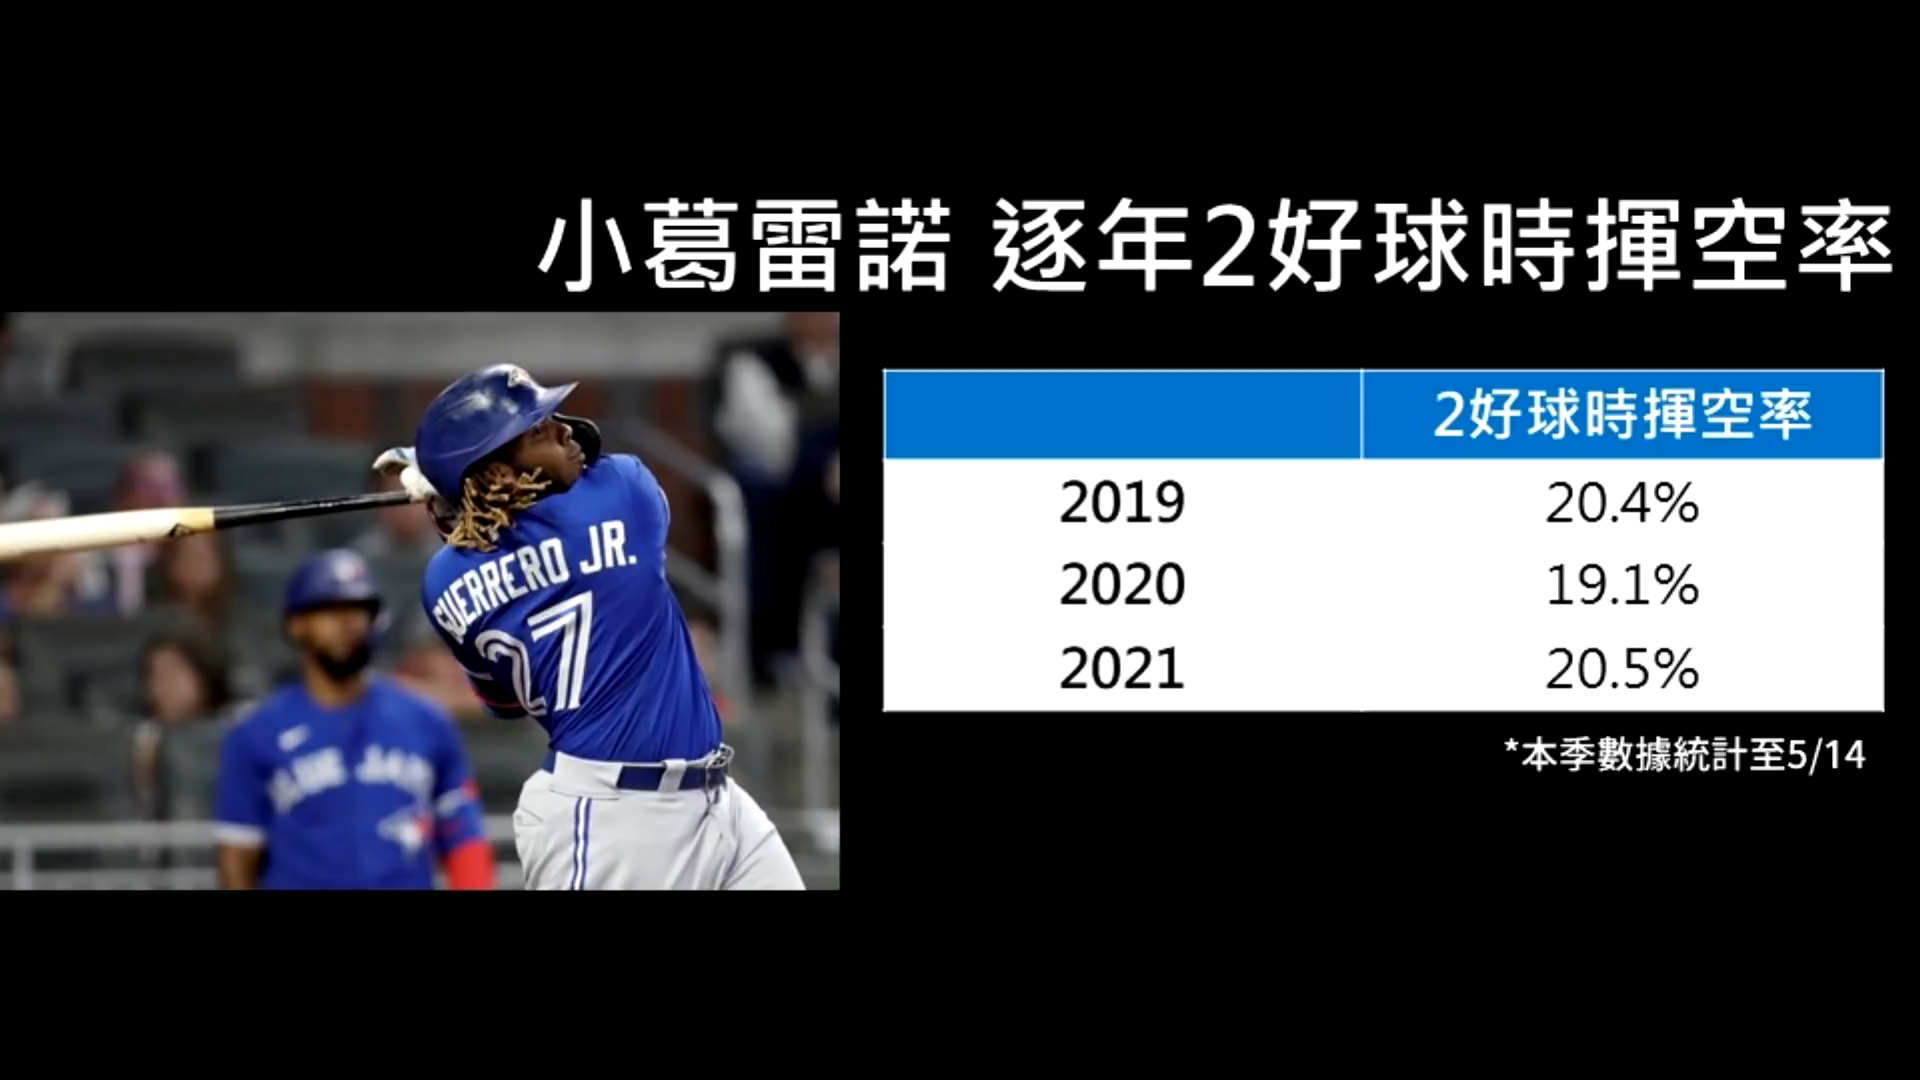 小葛雷諾 逐年2好球時揮空率
2好球時揮空率
2019 20.4%
2020 19.1%
2021 20.5%
*本季數據統計至5/14
GUERRERO JR.
27